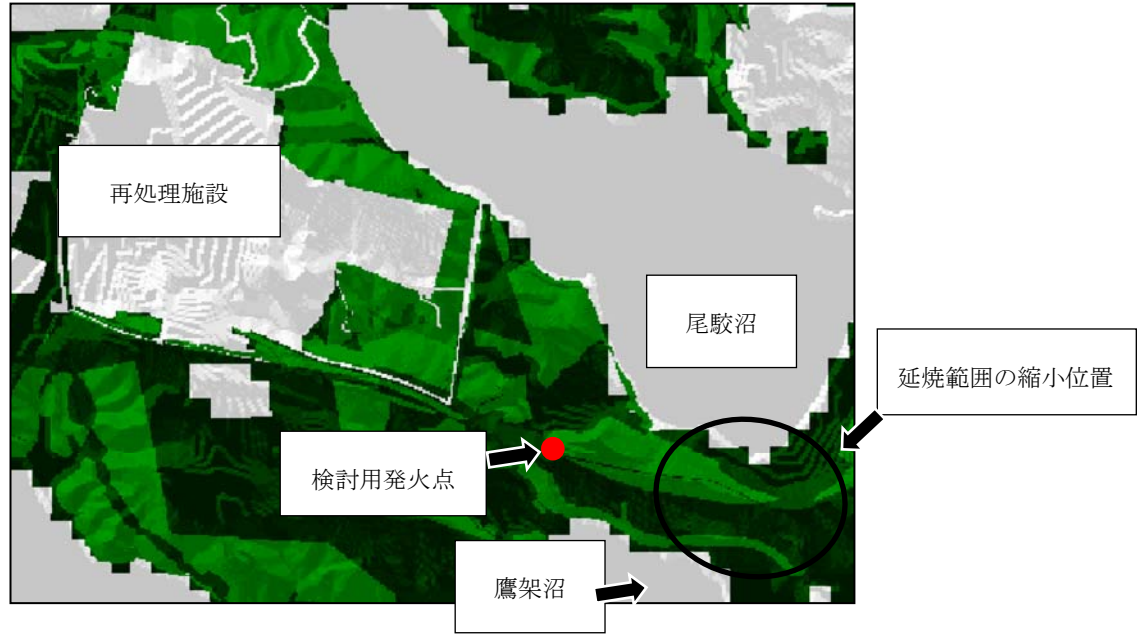 再処理施設
尾駮沼
延焼範囲の縮小位置
検討用発火点
鷹架沼